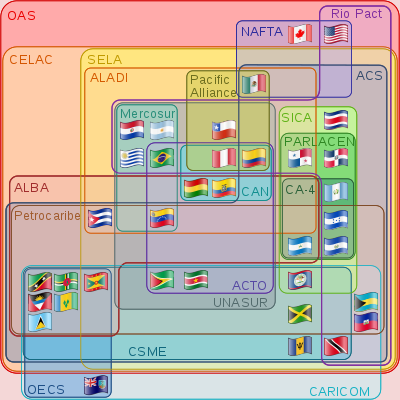 OAS
Rio Pact
NAFTA
CELAC
SELA
ALADI
ACS
Pacific
Alliance
Mercosur
SICA
PARLACEN
ALBA
CAN
CA-4
Petrocaribe
ACTO
UNASUR
CSME
OECS
CARICOM